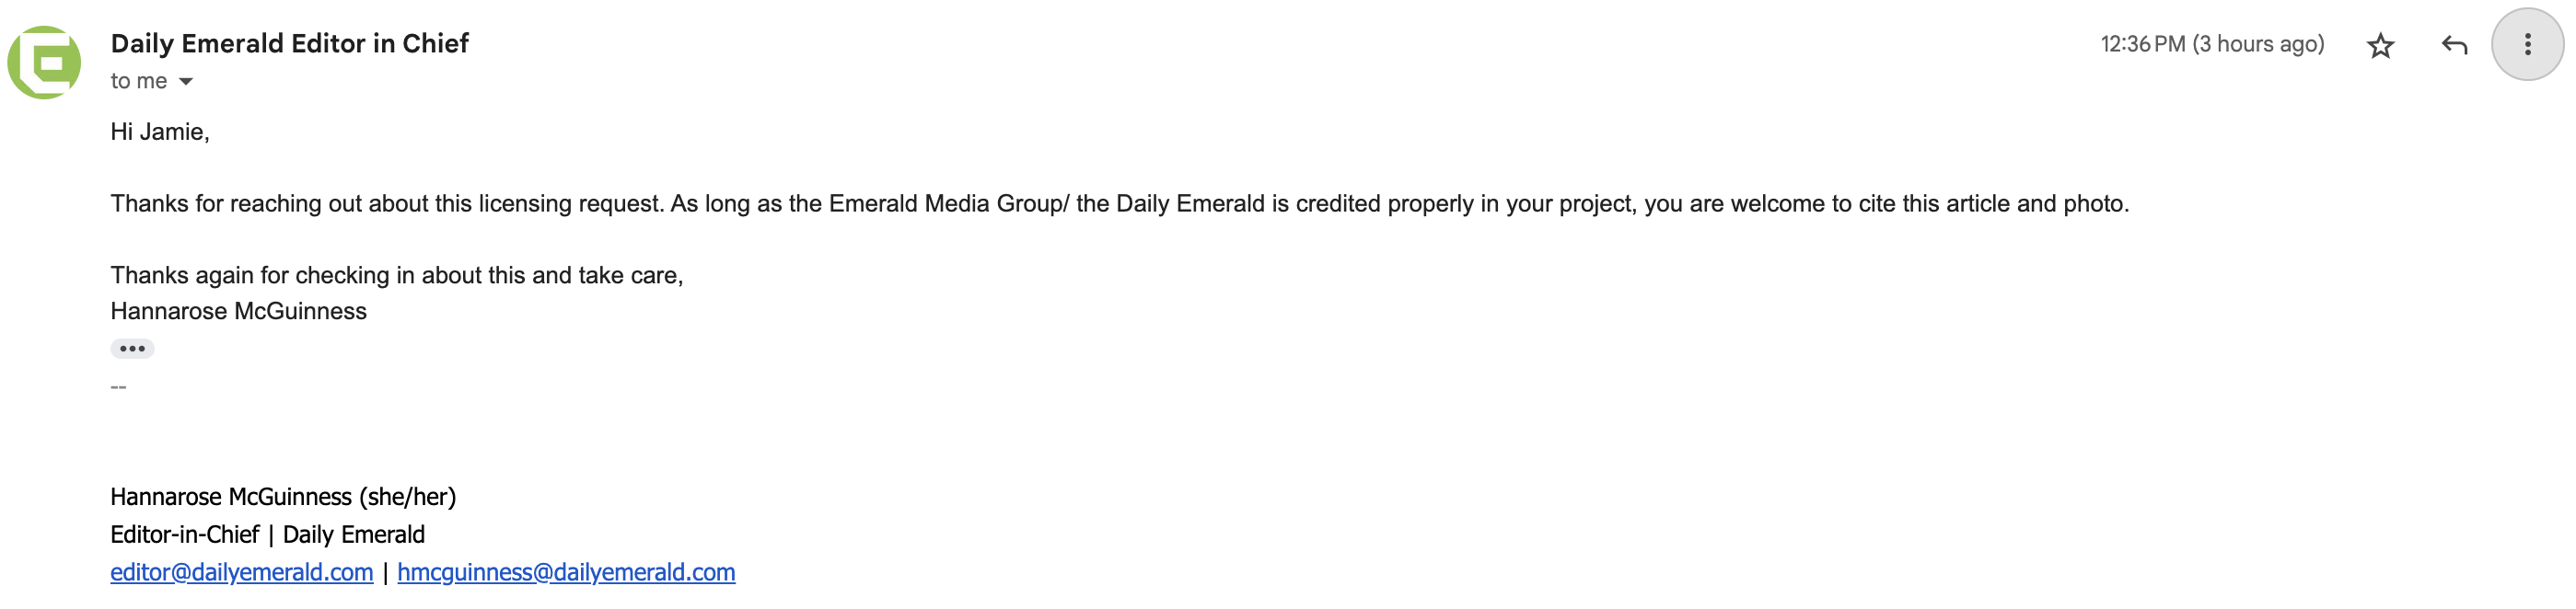 Daily Emerald Editor in Chief
12:36 PM (3 hours ago)
to me
Hi Jamie,
Thanks for reaching out about this licensing request. As long as the Emerald Media Group/ the Daily Emerald is credited properly in your project, you are welcome to cite this article and photo.
Thanks again for checking in about this and take care,
Hannarose McGuinness
--
Hannarose McGuinness (she/her)
Editor-in-Chief | Daily Emerald
editor@dailyemerald.com | hmcguinness@dailyemerald.com